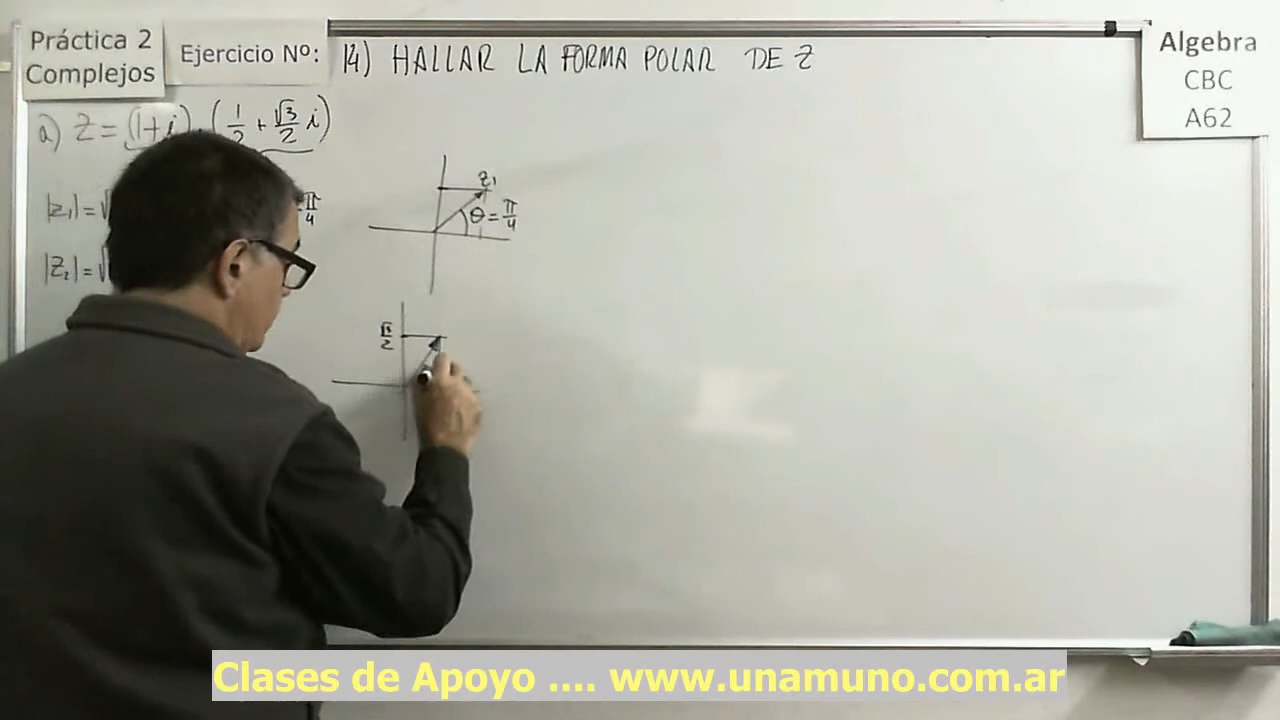 Práctica 2
Complejos
Ejercicio Nº:
14) HALLAR LA FORMA POLAR DE Z
Algebra
CBC
A62
a) Z = (1+i) . (1/2 + √3/2 i)
|z₁| = √
π/4
|Z₂| = √
z₁
θ = π/4
√3/2
Clases de Apoyo .... www.unamuno.com.ar